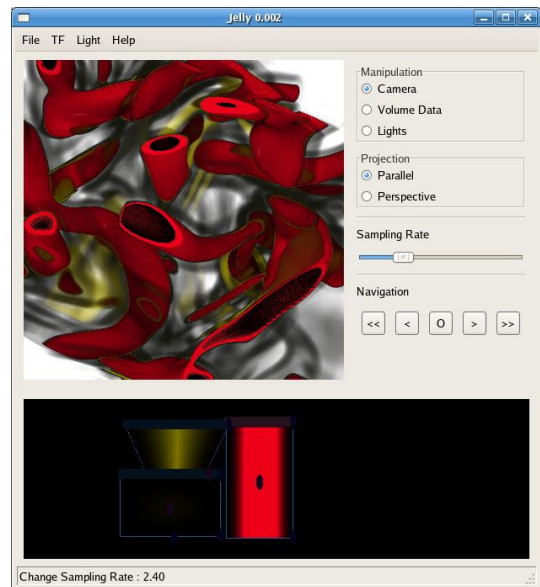 Jelly 0.002
File TF Light Help
Manipulation
Camera
Volume Data
Lights
Projection
Parallel
Perspective
Sampling Rate
Navigation
<< < O > >>
Change Sampling Rate : 2.40